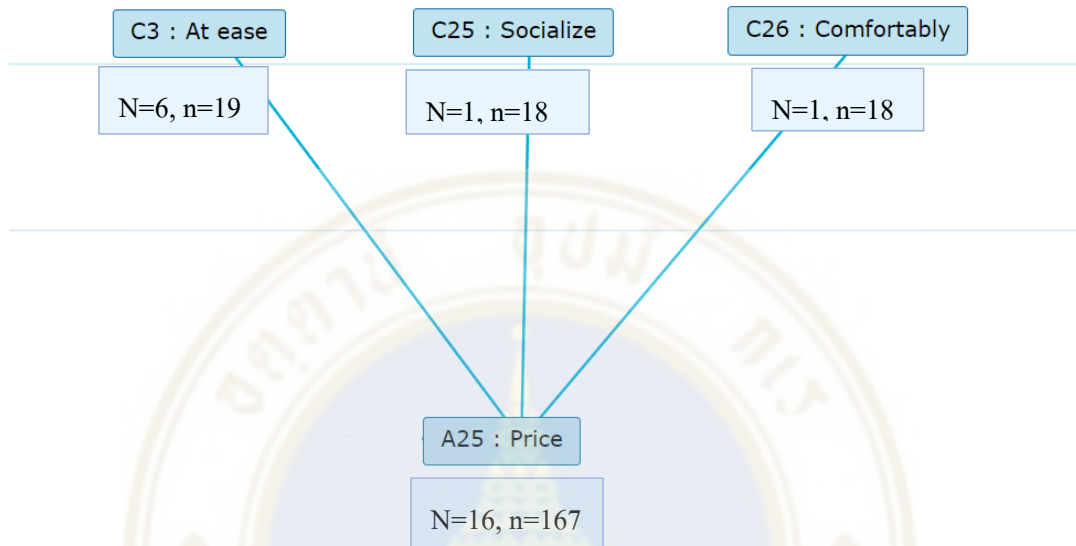 C3 : At ease
C25 : Socialize
C26 : Comfortably
N=6, n=19
N=1, n=18
N=1, n=18
A25 : Price
N=16, n=167